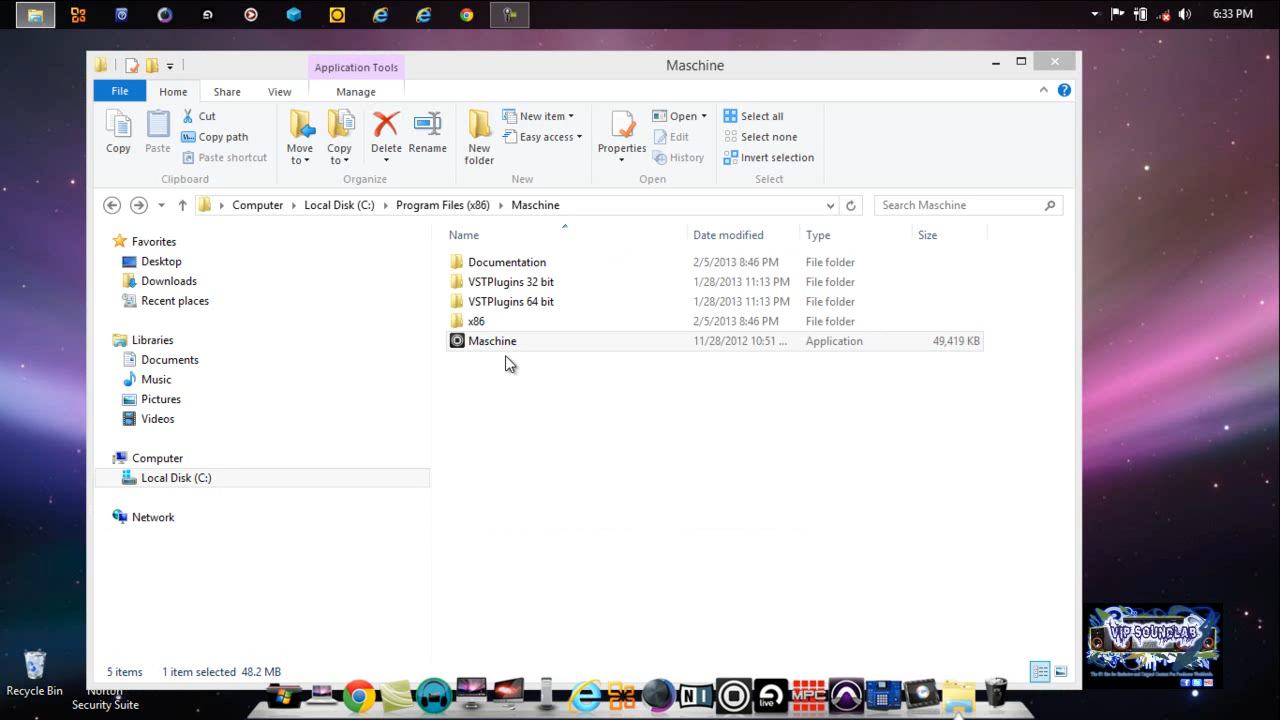 6:33 PM
Application Tools
Maschine
File Home Share View Manage
Copy
Paste
Cut
Copy path
Paste shortcut
Clipboard
Move to
Copy to
Delete
Rename
Organize
New folder
New item
Easy access
New
Properties
Open
Edit
History
Open
Select all
Select none
Invert selection
Select
Computer Local Disk (C:) Program Files (x86) Maschine
Search Maschine
Favorites
Desktop
Downloads
Recent places
Libraries
Documents
Music
Pictures
Videos
Computer
Local Disk (C:)
Network
Name Date modified Type Size
Documentation 2/5/2013 8:46 PM File folder
VSTPlugins 32 bit 1/28/2013 11:13 PM File folder
VSTPlugins 64 bit 1/28/2013 11:13 PM File folder
x86 2/5/2013 8:46 PM File folder
Maschine 11/28/2012 10:51 ... Application 49,419 KB
5 items 1 item selected 48.2 MB
VIP SOUNDLAB
Recycle Bin
Norton Security Suite
N I
live
MPC